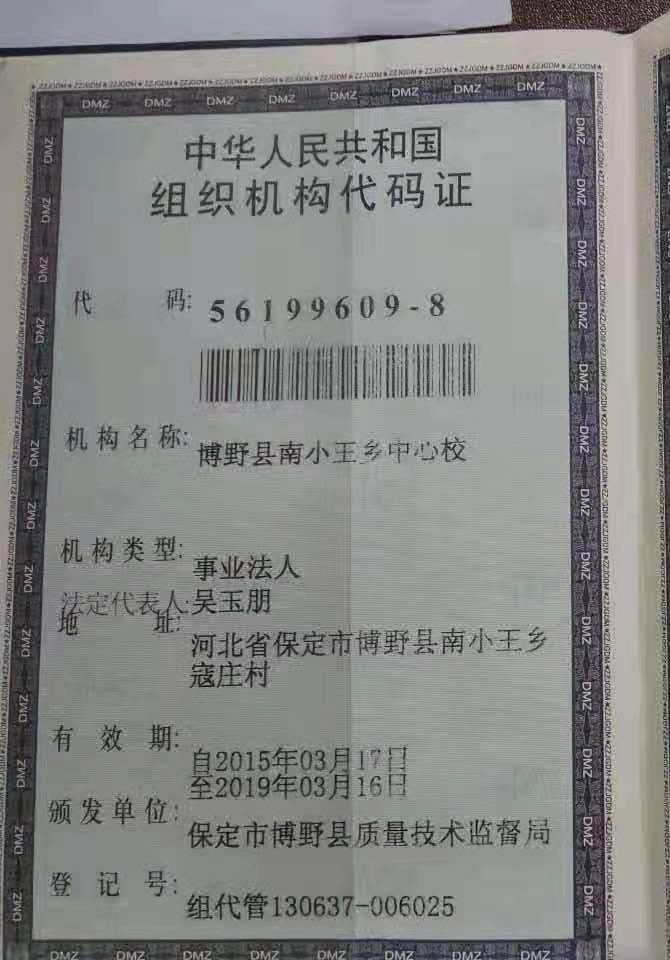 中华人民共和国
组织机构代码证
代 码: 56199609-8
机构名称: 博野县南小王乡中心校
机构类型: 事业法人
法定代表人: 吴玉朋
地 址: 河北省保定市博野县南小王乡
寇庄村
有 效 期: 自2015年03月17日
至2019年03月16日
颁发单位: 保定市博野县质量技术监督局
登 记 号: 组代管130637-006025